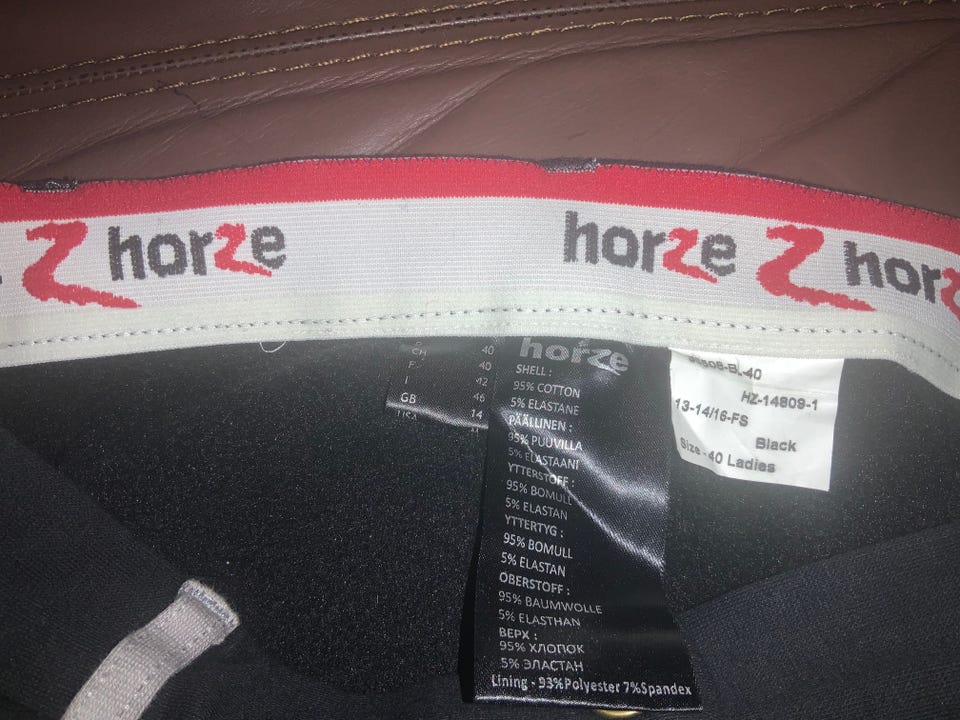 horze horze
40
CH 40
F 42
I 46
GB 14
USA
horze
SHELL :
95% COTTON
5% ELASTANE
PÄÄLLINEN :
95% PUUVILLA
5% ELASTAANI
YTTERSTOFF :
95% BOMULL
5% ELASTAN
YTTERTYG :
95% BOMULL
5% ELASTAN
OBERSTOFF :
95% BAUMWOLLE
5% ELASTHAN
ВЕРХ :
95% ХЛОПОК
5% ЭЛАСТАН
Lining - 93%Polyester 7%Spandex
HZ-14809-1
13-14/16-FS
Black
Size - 40 Ladies